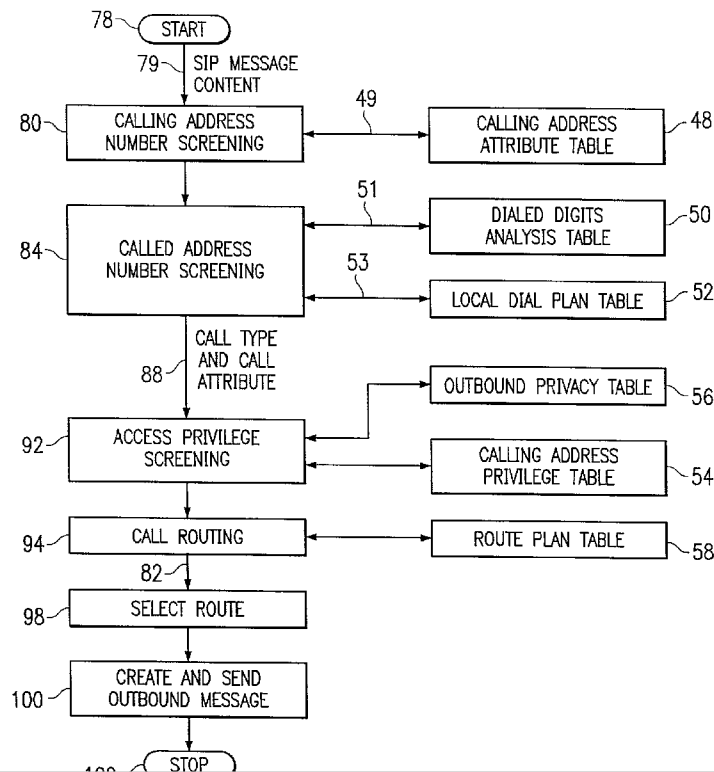 78
START
79
SIP MESSAGE
CONTENT
80
CALLING ADDRESS
NUMBER SCREENING
49
CALLING ADDRESS
ATTRIBUTE TABLE
48
84
CALLED ADDRESS
NUMBER SCREENING
51
DIALED DIGITS
ANALYSIS TABLE
50
53
LOCAL DIAL PLAN TABLE
52
88
CALL TYPE
AND CALL
ATTRIBUTE
OUTBOUND PRIVACY TABLE
56
92
ACCESS PRIVILEGE
SCREENING
CALLING ADDRESS
PRIVILEGE TABLE
54
94
CALL ROUTING
ROUTE PLAN TABLE
58
82
98
SELECT ROUTE
100
CREATE AND SEND
OUTBOUND MESSAGE
STOP